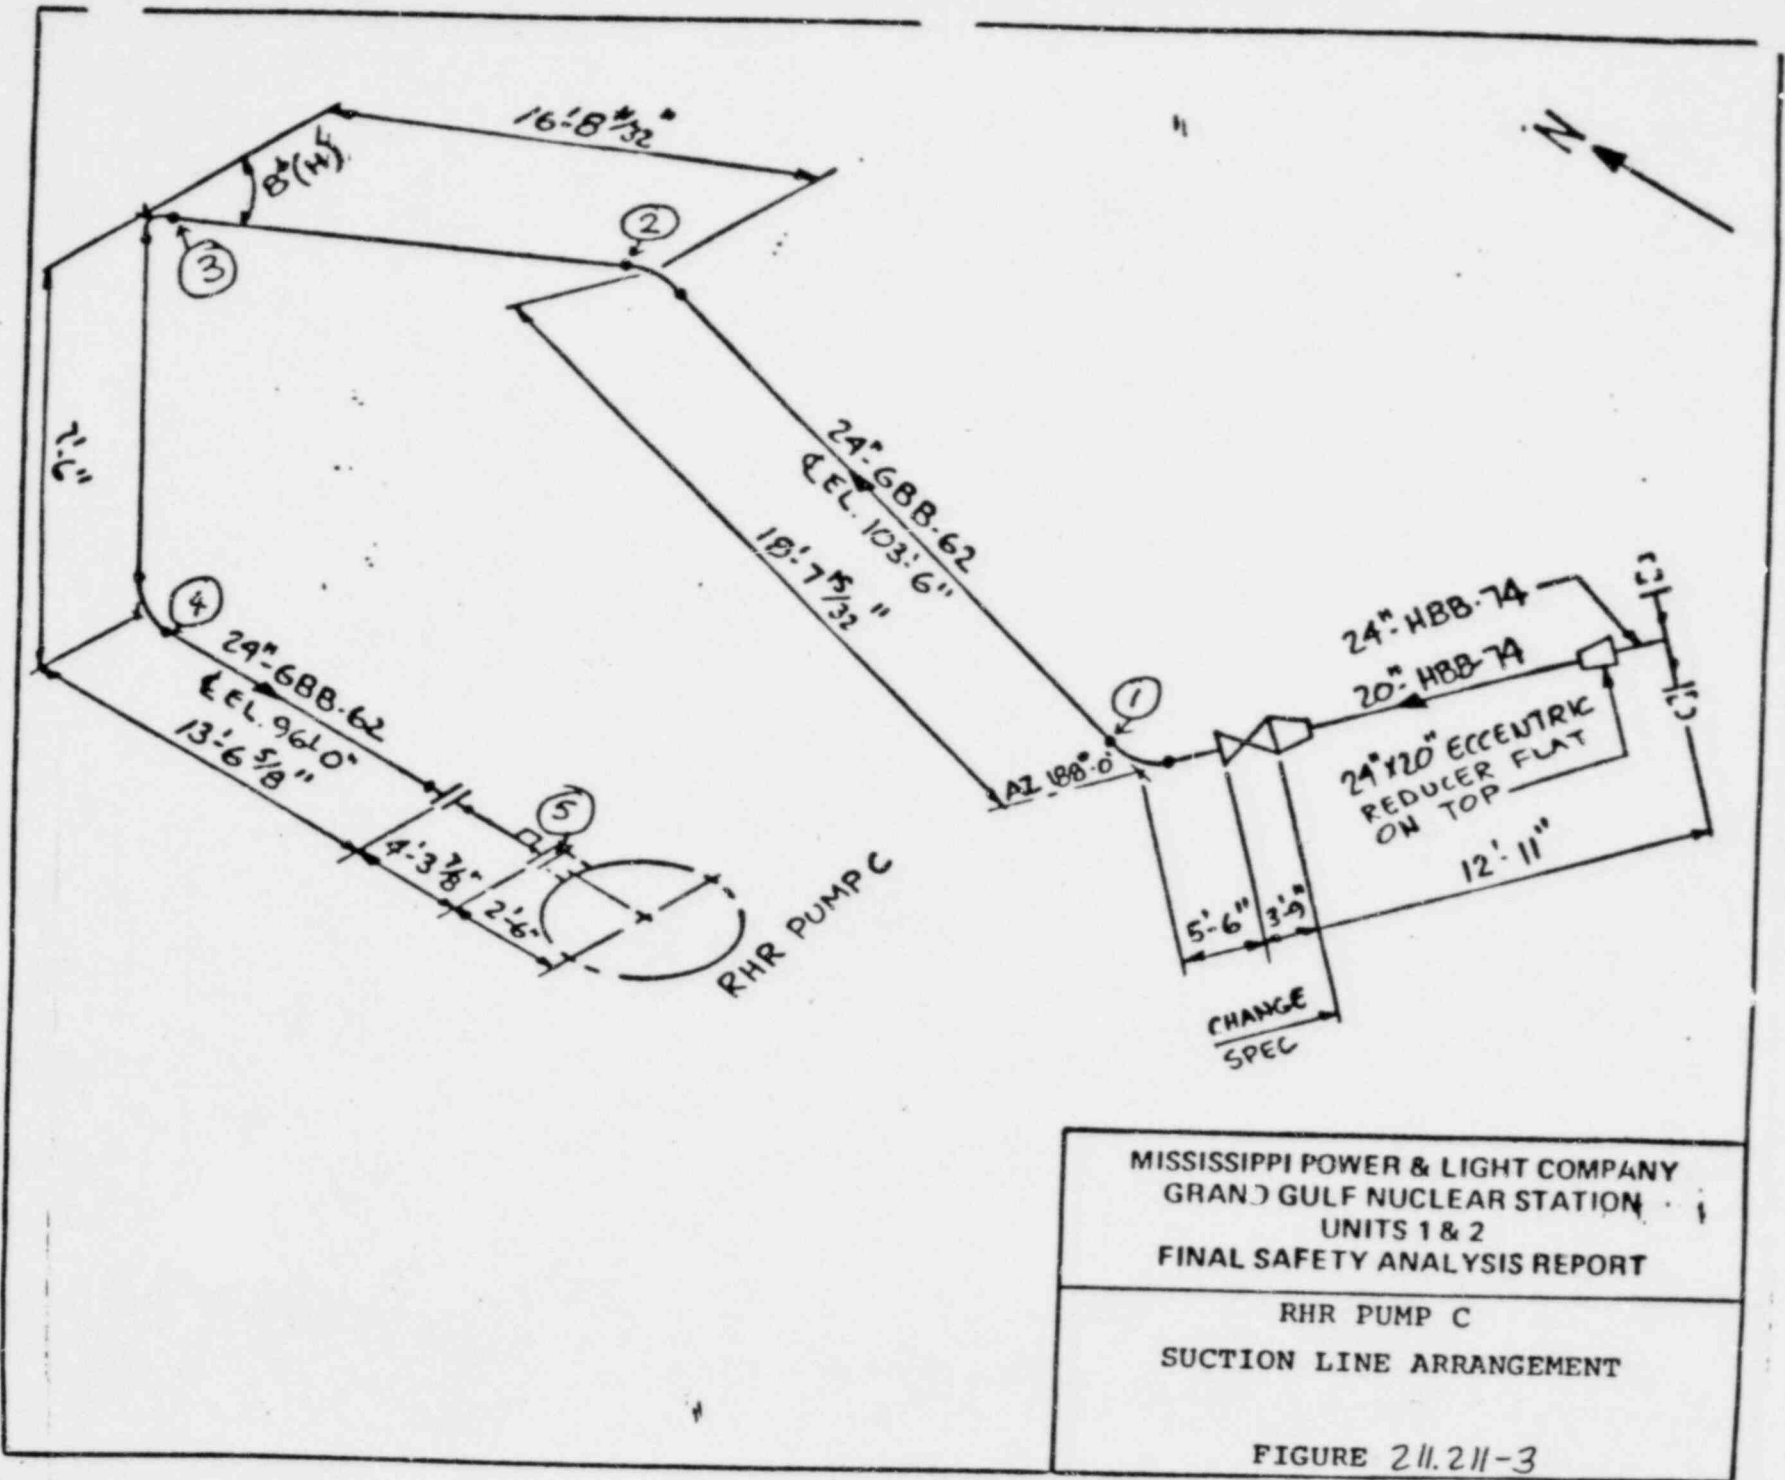 16'-8 /32"
N
8°(H)
2
3
7'-6"
24"-GBB-62
℄ EL. 103'-6"
18'-7 15/32"
4
24"-GBB-62
℄ EL. 96'-0"
13'-6 5/8"
1
24"-HBB-74
20"-HBB-74
24"X20" ECCENTRIC
REDUCER FLAT
ON TOP
AZ 188°-0'
5
4'-3 7/8"
2'-6"
RHR PUMP C
12'-11"
5'-6"
3'-9"
CHANGE
SPEC
MISSISSIPPI POWER & LIGHT COMPANY
GRAND GULF NUCLEAR STATION
UNITS 1 & 2
FINAL SAFETY ANALYSIS REPORT
RHR PUMP C
SUCTION LINE ARRANGEMENT
FIGURE 211.211-3